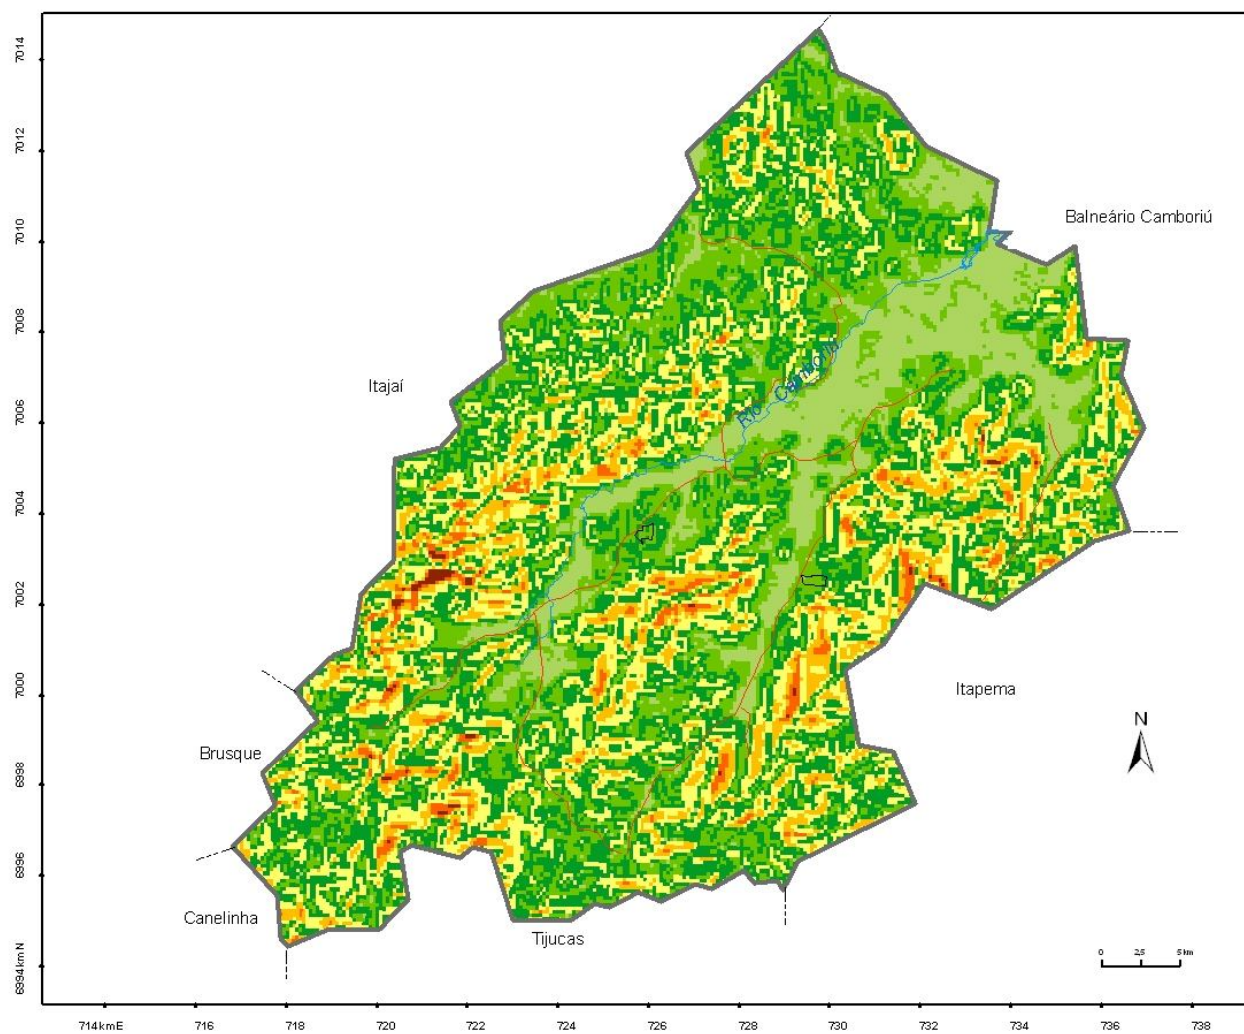 7014
7012
Balneário Camboriú
7010
7008
Rio Camboriú
Itajaí
7006
7004
7002
7000
Itapema
N
Brusque
6998
6996
Canelinha
Tijucas
6994 km N
0 2,5 5 km
714 km E 716 718 720 722 724 726 728 730 732 734 736 738